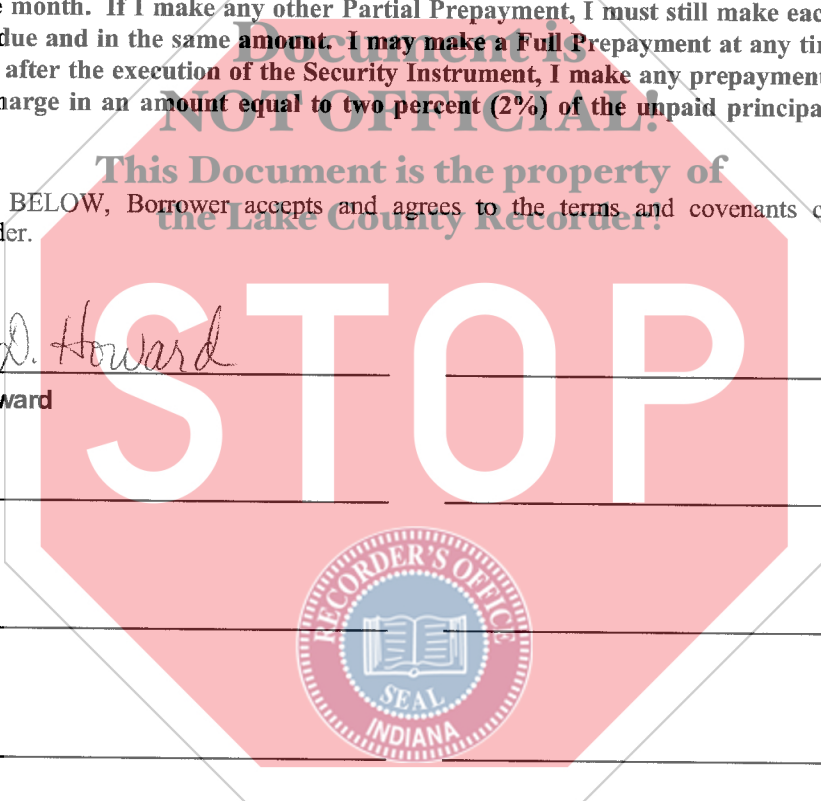 month. If I make any other Partial Prepayment, I must still make eac
due and in the same amount. I may make a Full Prepayment at any ti
after the execution of the Security Instrument, I make any prepayment
harge in an amount equal to two percent (2%) of the unpaid principa
Document is
NOT OFFICIAL!
This Document is the property of
the Lake County Recorder!
BELOW, Borrower accepts and agrees to the terms and covenants c
der.
D. Howard
ward
STOP
RECORDER'S OFFICE
SEAL
INDIANA